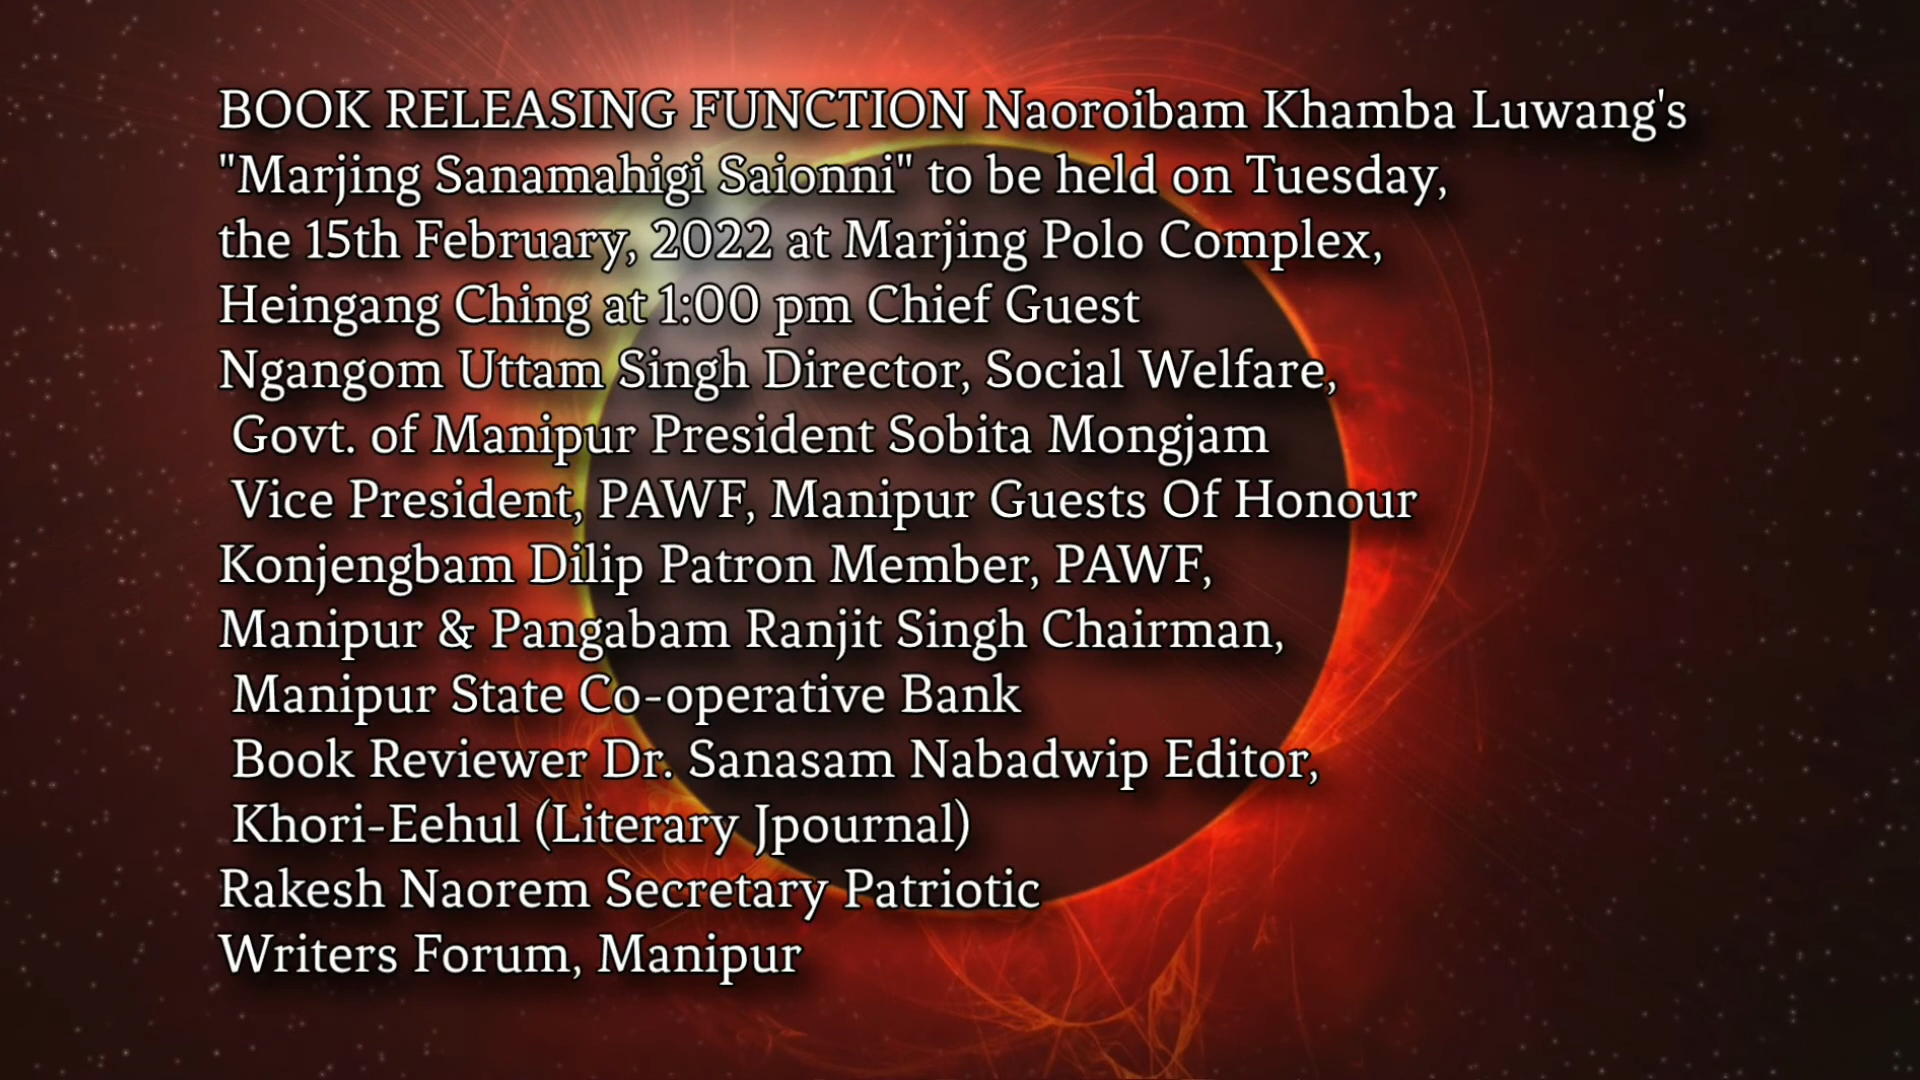 BOOK RELEASING FUNCTION Naoroibam Khamba Luwang's
"Marjing Sanamahigi Saionni" to be held on Tuesday,
the 15th February, 2022 at Marjing Polo Complex,
Heingang Ching at 1:00 pm Chief Guest
Ngangom Uttam Singh Director, Social Welfare,
Govt. of Manipur President Sobita Mongjam
Vice President, PAWF, Manipur Guests Of Honour
Konjengbam Dilip Patron Member, PAWF,
Manipur & Pangabam Ranjit Singh Chairman,
Manipur State Co-operative Bank
Book Reviewer Dr. Sanasam Nabadwip Editor,
Khori-Eehul (Literary Jpournal)
Rakesh Naorem Secretary Patriotic
Writers Forum, Manipur